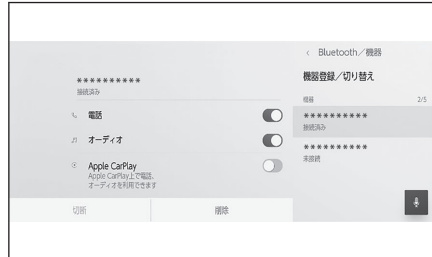 **********
接続済み
電話
オーディオ
Apple CarPlay
Apple CarPlay上で電話、
オーディオを利用できます
切断
削除
< Bluetooth／機器
機器登録／切り替え
機器 2/5
**********
接続済み
**********
未接続